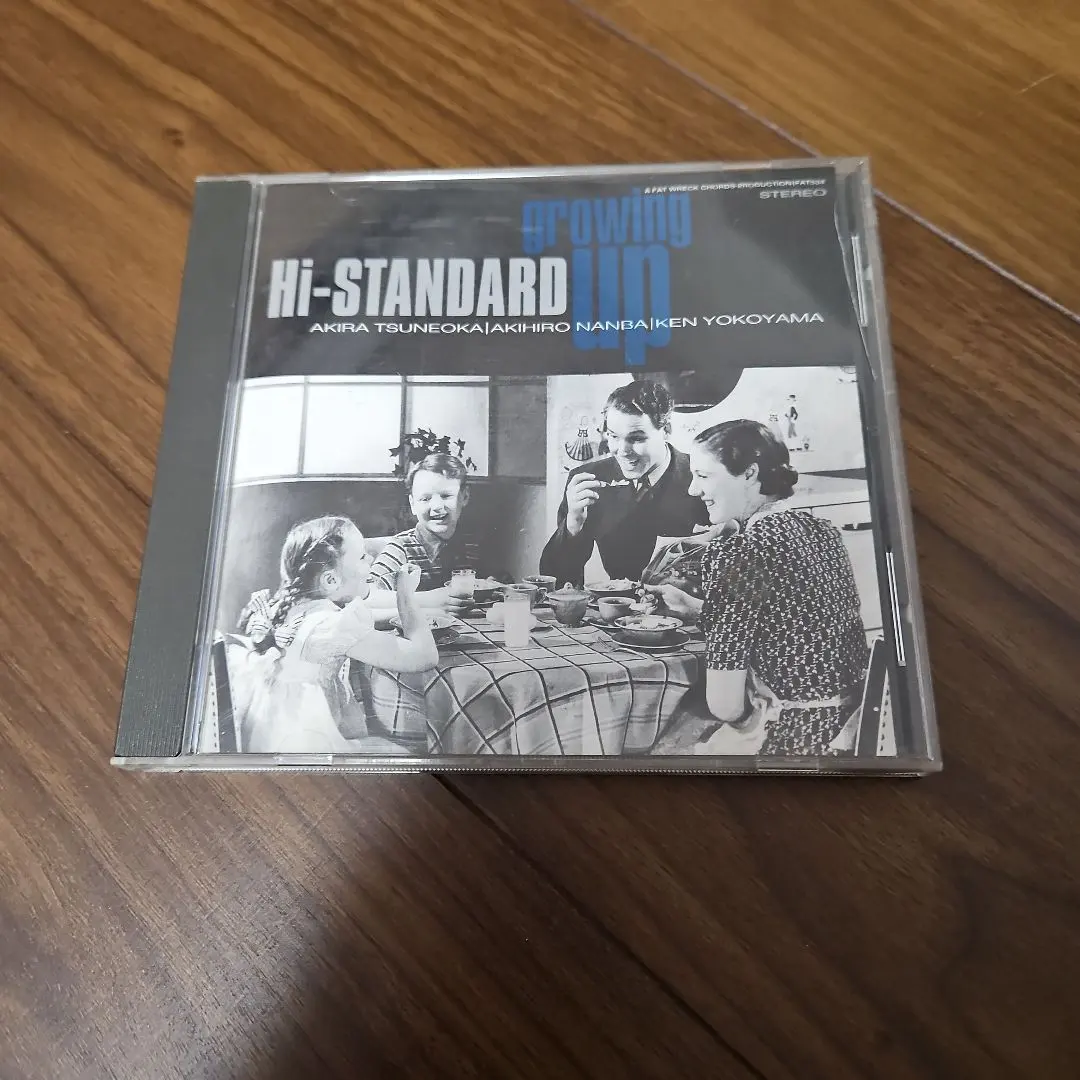 A FAT WRECK CHORDS PRODUCTION|FAT534
STEREO
growing
up
Hi-STANDARD
AKIRA TSUNEOKA|AKIHIRO NANBA|KEN YOKOYAMA